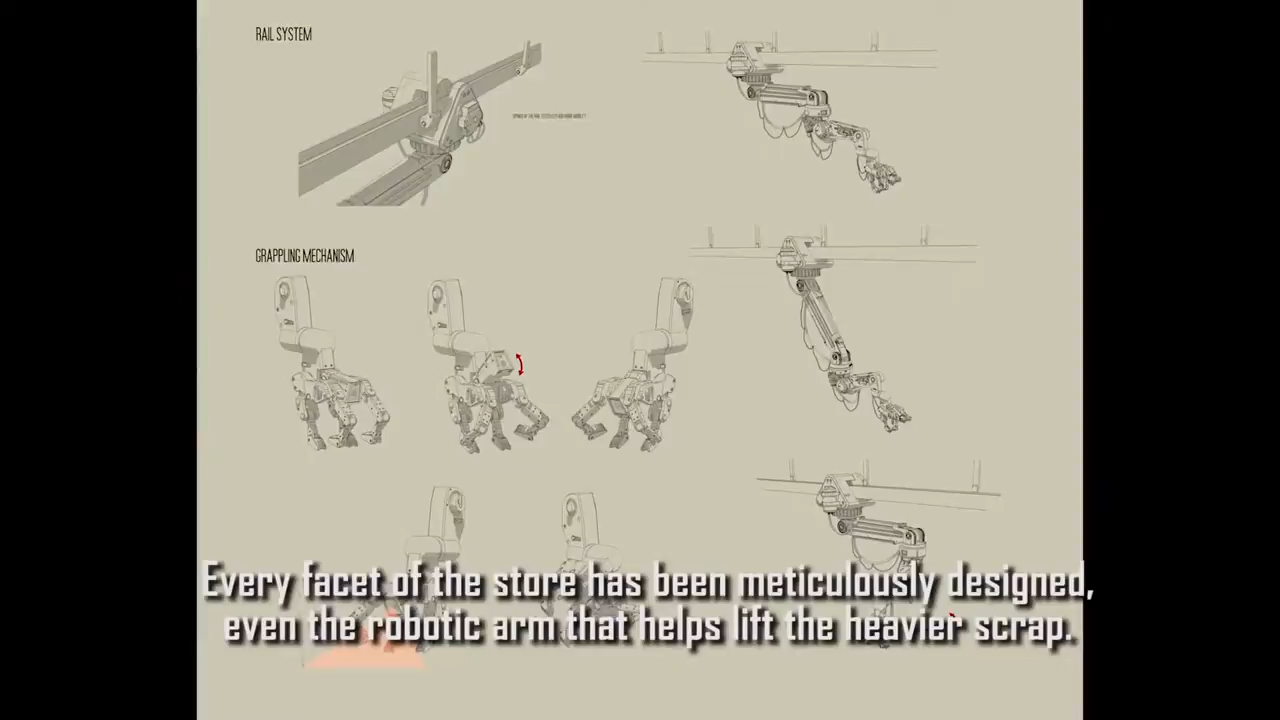 RAIL SYSTEM
GRAPPLING MECHANISM
Every facet of the store has been meticulously designed,
even the robotic arm that helps lift the heavier scrap.